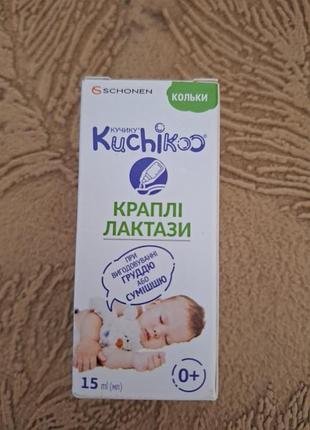 SCHONEN
КОЛЬКИ
КУЧИКУ®
Kuchikoo®
КРАПЛІ
ЛАКТАЗИ
ПРИ
ВИГОДОВУВАННІ
ГРУДДЮ АБО
СУМІШШЮ
0+
15 ml (мл)